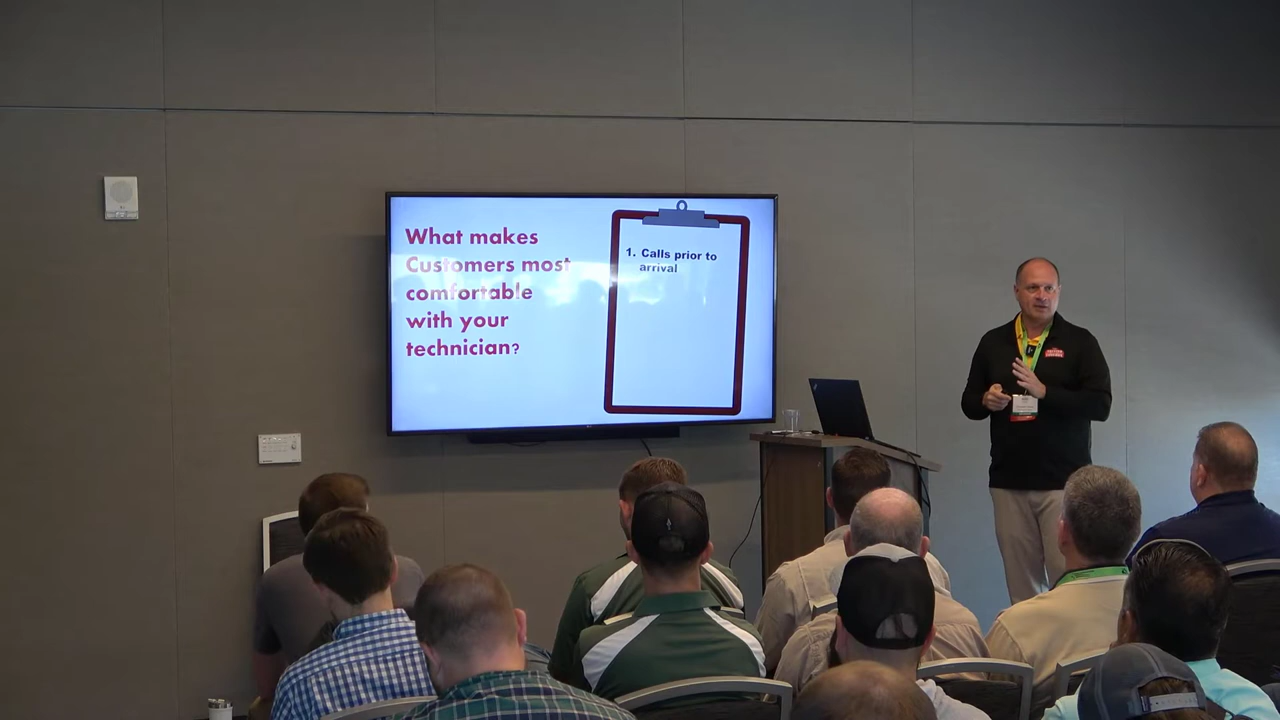 What makes
Customers most
comfortable
with your
technician?
1. Calls prior to
arrival